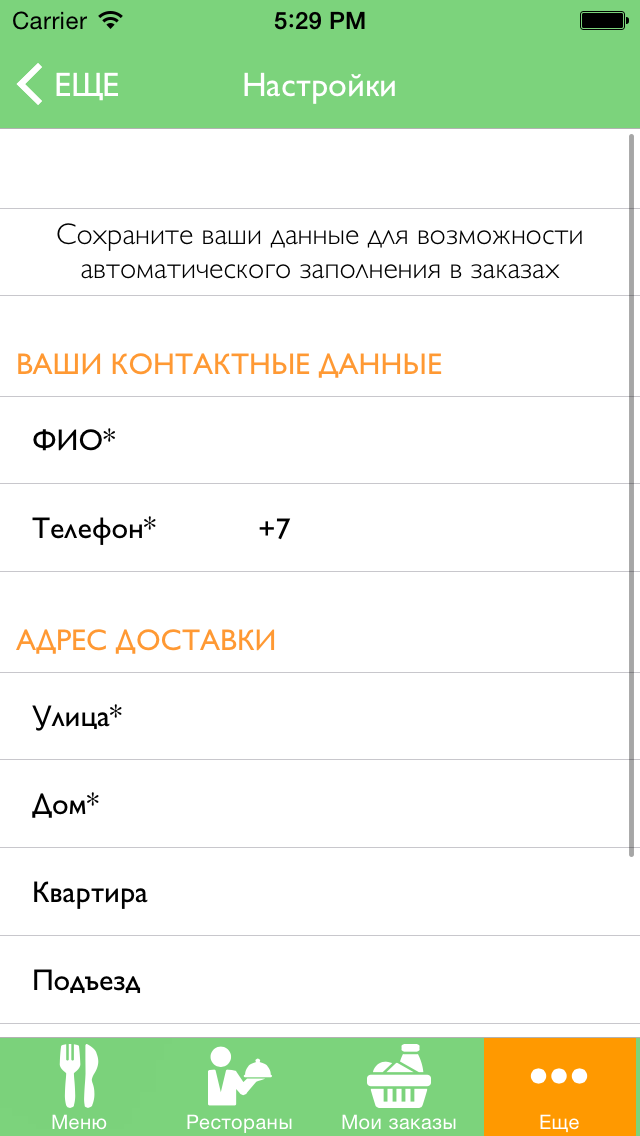 Carrier 5:29 PM
ЕЩЕ Настройки
Сохраните ваши данные для возможности
автоматического заполнения в заказах
ВАШИ КОНТАКТНЫЕ ДАННЫЕ
ФИО*
Телефон* +7
АДРЕС ДОСТАВКИ
Улица*
Дом*
Квартира
Подъезд
Меню Рестораны Мои заказы Еще